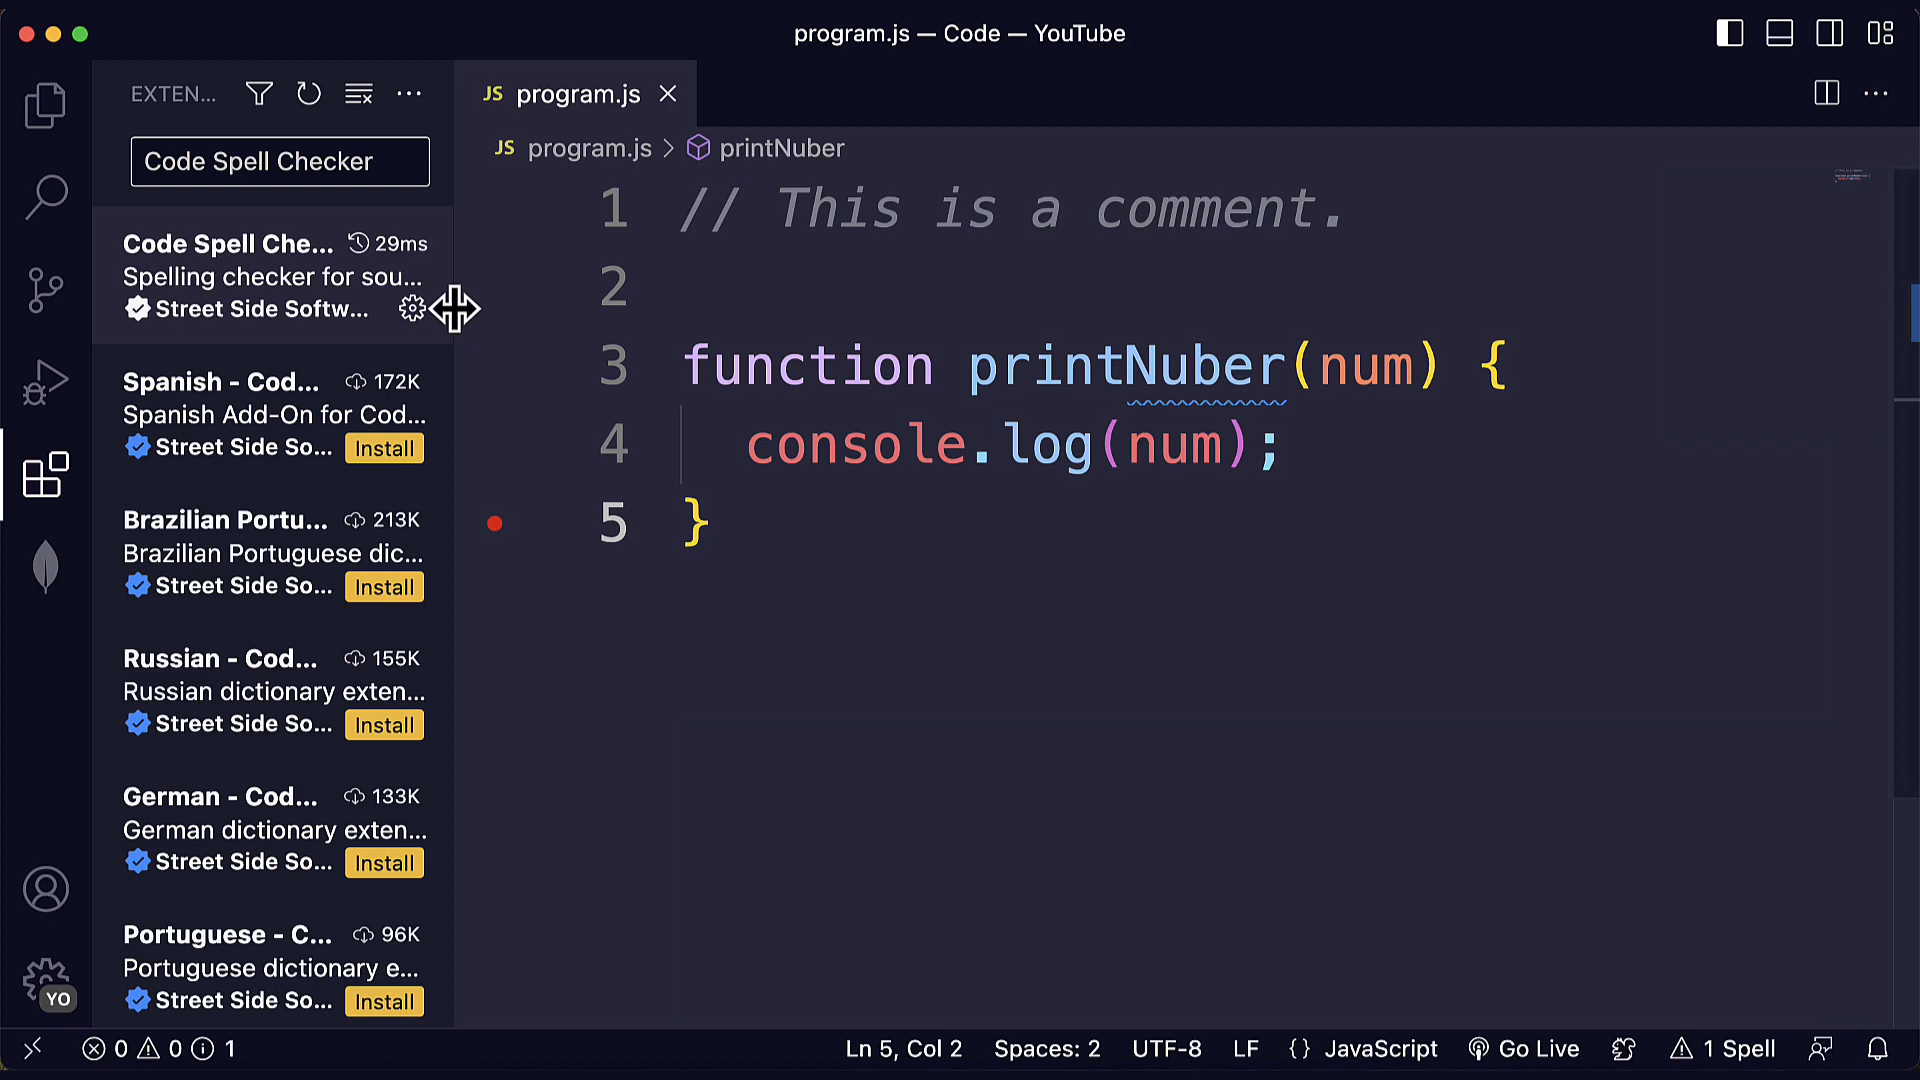 program.js — Code — YouTube
EXTEN...
Code Spell Checker
Code Spell Che... 29ms
Spelling checker for sou...
Street Side Softw...
Spanish - Cod... 172K
Spanish Add-On for Cod...
Street Side So... Install
Brazilian Portu... 213K
Brazilian Portuguese dic...
Street Side So... Install
Russian - Cod... 155K
Russian dictionary exten...
Street Side So... Install
German - Cod... 133K
German dictionary exten...
Street Side So... Install
Portuguese - C... 96K
Portuguese dictionary e...
Street Side So... Install
YO
JS program.js
JS program.js > printNuber
1 // This is a comment.
2
3 function printNuber(num) {
4 console.log(num);
5 }
0 0 1
Ln 5, Col 2 Spaces: 2 UTF-8 LF {} JavaScript Go Live 1 Spell